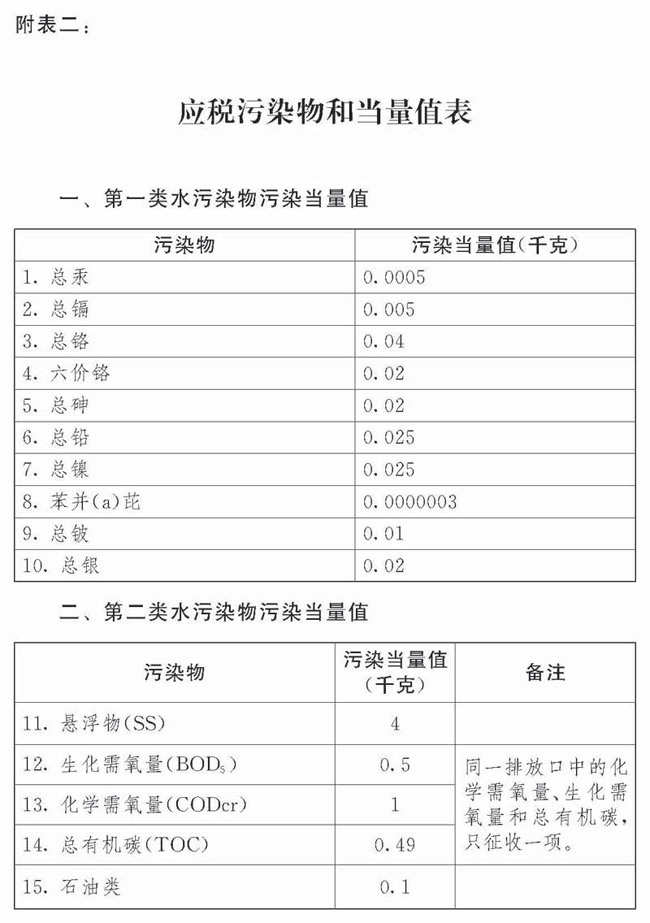 附表二:
应税污染物和当量值表
一、第一类水污染物污染当量值
污染物 污染当量值(千克)
1. 总汞 0.0005
2. 总镉 0.005
3. 总铬 0.04
4. 六价铬 0.02
5. 总砷 0.02
6. 总铅 0.025
7. 总镍 0.025
8. 苯并(a)芘 0.0000003
9. 总铍 0.01
10. 总银 0.02
二、第二类水污染物污染当量值
污染物 污染当量值
(千克) 备注
11. 悬浮物(SS) 4
12. 生化需氧量(BOD₅) 0.5
13. 化学需氧量(CODcr) 1
14. 总有机碳(TOC) 0.49
同一排放口中的化
学需氧量、生化需
氧量和总有机碳,
只征收一项。
15. 石油类 0.1